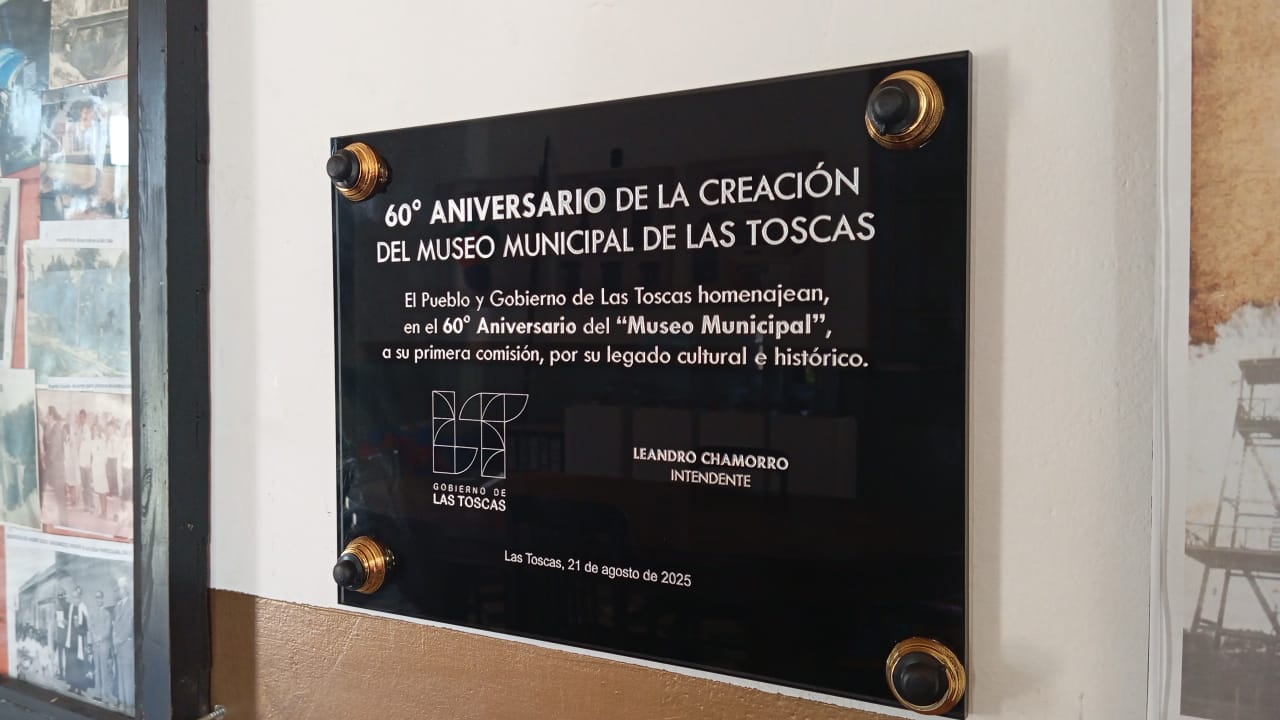 60° ANIVERSARIO DE LA CREACIÓN
DEL MUSEO MUNICIPAL DE LAS TOSCAS
El Pueblo y Gobierno de Las Toscas homenajean,
en el 60° Aniversario del “Museo Municipal”,
a su primera comisión, por su legado cultural e histórico.
GOBIERNO DE
LAS TOSCAS
LEANDRO CHAMORRO
INTENDENTE
Las Toscas, 21 de agosto de 2025